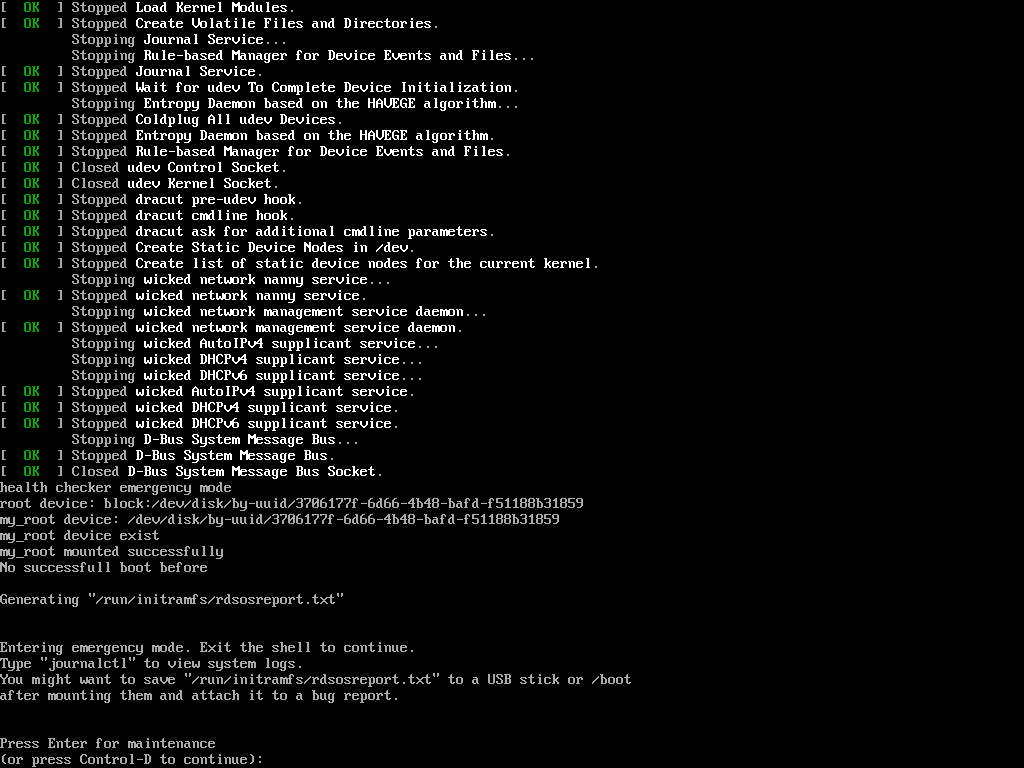 [  OK  ] Stopped Load Kernel Modules.
[  OK  ] Stopped Create Volatile Files and Directories.
         Stopping Journal Service...
         Stopping Rule-based Manager for Device Events and Files...
[  OK  ] Stopped Journal Service.
[  OK  ] Stopped Wait for udev To Complete Device Initialization.
         Stopping Entropy Daemon based on the HAVEGE algorithm...
[  OK  ] Stopped Coldplug All udev Devices.
[  OK  ] Stopped Entropy Daemon based on the HAVEGE algorithm.
[  OK  ] Stopped Rule-based Manager for Device Events and Files.
[  OK  ] Closed udev Control Socket.
[  OK  ] Closed udev Kernel Socket.
[  OK  ] Stopped dracut pre-udev hook.
[  OK  ] Stopped dracut cmdline hook.
[  OK  ] Stopped dracut ask for additional cmdline parameters.
[  OK  ] Stopped Create Static Device Nodes in /dev.
[  OK  ] Stopped Create list of static device nodes for the current kernel.
         Stopping wicked network nanny service...
[  OK  ] Stopped wicked network nanny service.
         Stopping wicked network management service daemon...
[  OK  ] Stopped wicked network management service daemon.
         Stopping wicked AutoIPv4 supplicant service...
         Stopping wicked DHCPv4 supplicant service...
         Stopping wicked DHCPv6 supplicant service...
[  OK  ] Stopped wicked AutoIPv4 supplicant service.
[  OK  ] Stopped wicked DHCPv4 supplicant service.
[  OK  ] Stopped wicked DHCPv6 supplicant service.
         Stopping D-Bus System Message Bus...
[  OK  ] Stopped D-Bus System Message Bus.
[  OK  ] Closed D-Bus System Message Bus Socket.
health checker emergency mode
root device: block:/dev/disk/by-uuid/3706177f-6d66-4b48-bafd-f51188b31859
my_root device: /dev/disk/by-uuid/3706177f-6d66-4b48-bafd-f51188b31859
my_root device exist
my_root mounted successfully
No successfull boot before
Generating "/run/initramfs/rdsosreport.txt"
Entering emergency mode. Exit the shell to continue.
Type "journalctl" to view system logs.
You might want to save "/run/initramfs/rdsosreport.txt" to a USB stick or /boot
after mounting them and attach it to a bug report.
Press Enter for maintenance
(or press Control-D to continue):